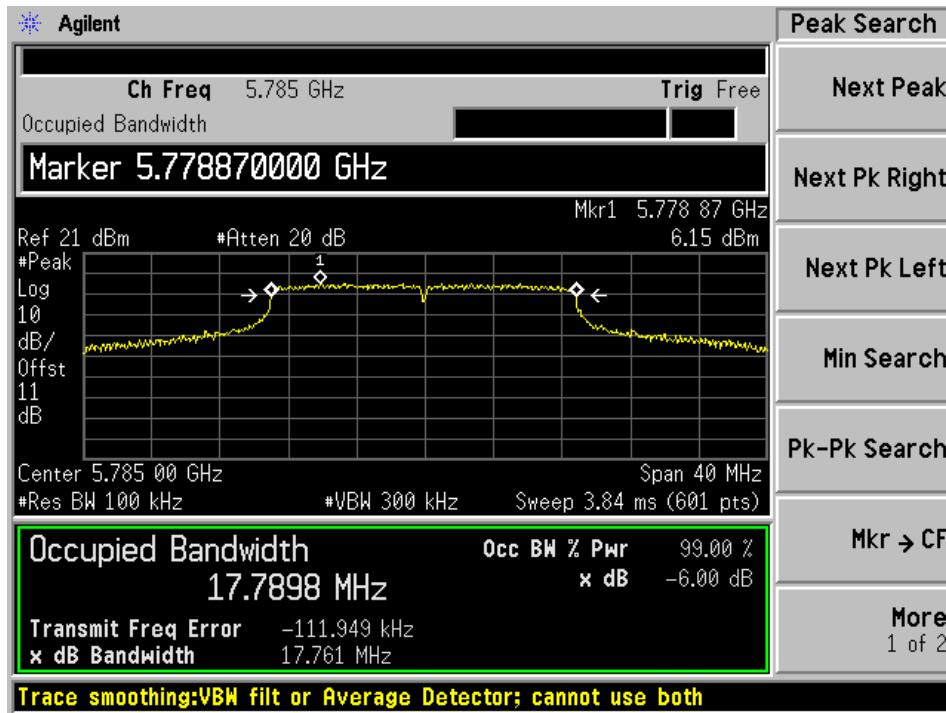 Agilent
Peak Search
Ch Freq 5.785 GHz
Trig Free
Occupied Bandwidth
Marker 5.778870000 GHz
Mkr1 5.778 87 GHz
Ref 21 dBm #Atten 20 dB 6.15 dBm
#Peak
Log
10
dB/
Offst
11
dB
1
Center 5.785 00 GHz Span 40 MHz
#Res BW 100 kHz #VBW 300 kHz Sweep 3.84 ms (601 pts)
Occupied Bandwidth
17.7898 MHz
Occ BW % Pwr 99.00 %
x dB -6.00 dB
Transmit Freq Error -111.949 kHz
x dB Bandwidth 17.761 MHz
Trace smoothing:VBW filt or Average Detector; cannot use both
Next Peak
Next Pk Right
Next Pk Left
Min Search
Pk-Pk Search
Mkr → CF
More
1 of 2